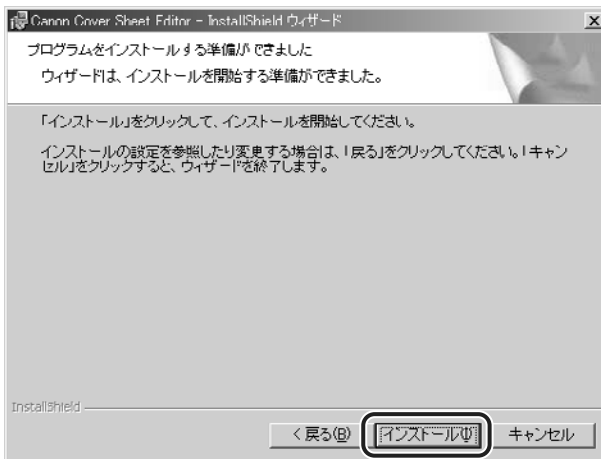 Canon Cover Sheet Editor - InstallShield ウィザード
プログラムをインストールする準備ができました
ウィザードは、インストールを開始する準備ができました。
「インストール」をクリックして、インストールを開始してください。
インストールの設定を参照したり変更する場合は、「戻る」をクリックしてください。「キャン
セル」をクリックすると、ウィザードを終了します。
InstallShield
< 戻る(B) インストール(I) キャンセル